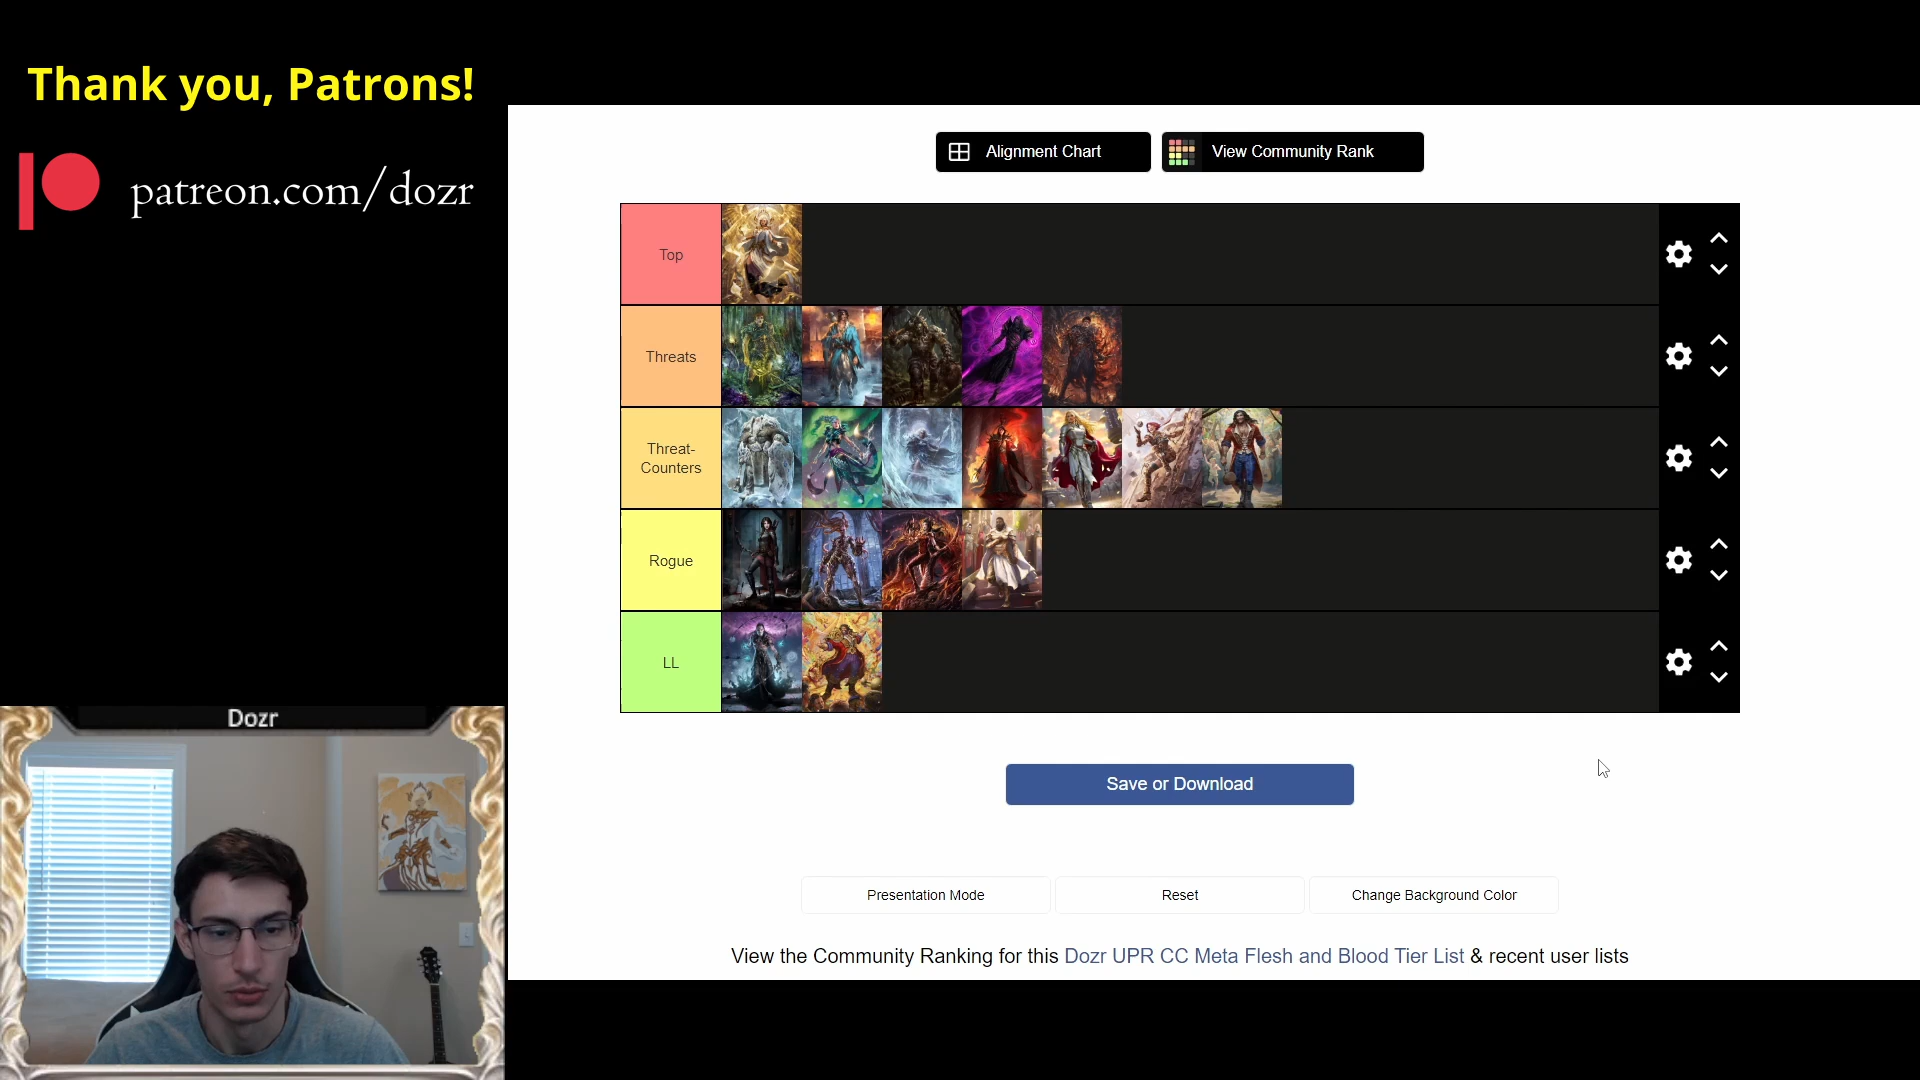 Thank you, Patrons!
patreon.com/dozr
Alignment Chart
View Community Rank
Top
Threats
Threat-
Counters
Rogue
LL
Save or Download
Presentation Mode
Reset
Change Background Color
View the Community Ranking for this Dozr UPR CC Meta Flesh and Blood Tier List & recent user lists
Dozr